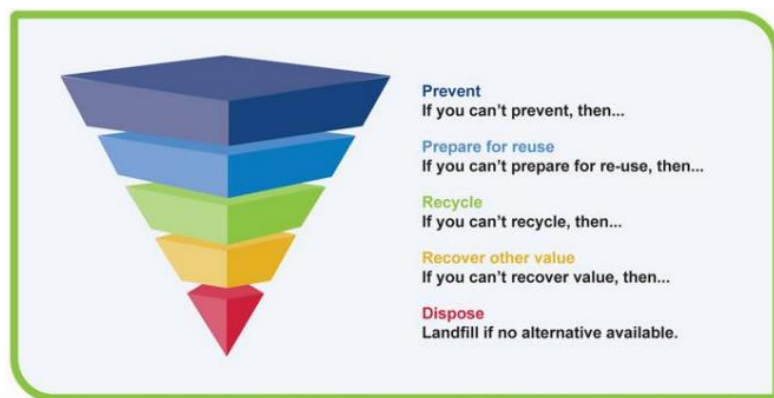 Prevent
If you can't prevent, then...
Prepare for reuse
If you can't prepare for re-use, then...
Recycle
If you can't recycle, then...
Recover other value
If you can't recover value, then...
Dispose
Landfill if no alternative available.